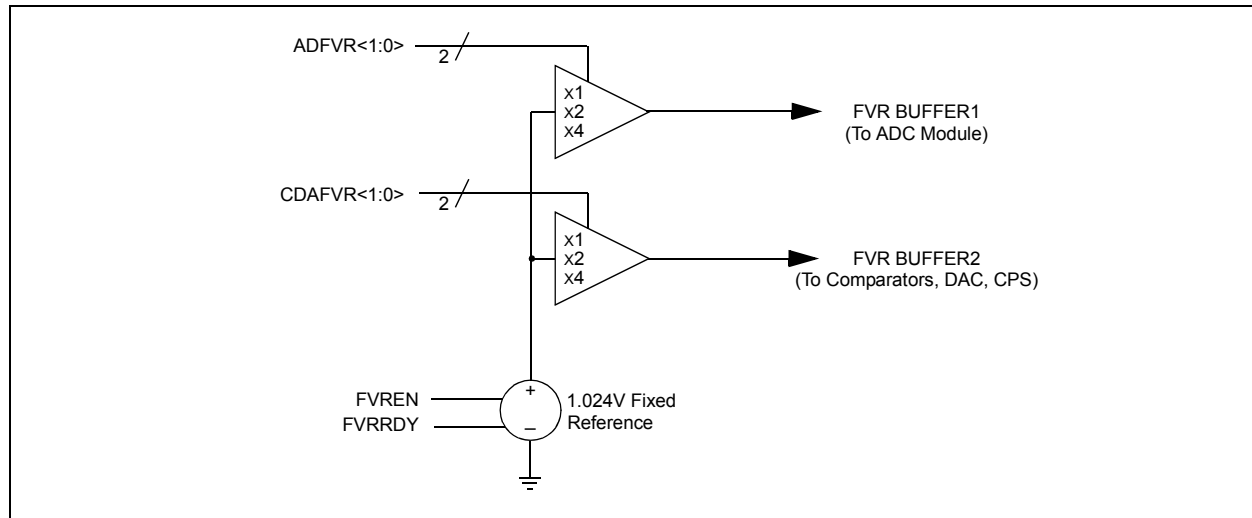 ADFVR<1:0>
2
X1
X2
X4
FVR BUFFER1
(To ADC Module)
CDAFVR<1:0>
2
X1
X2
X4
FVR BUFFER2
(To Comparators, DAC, CPS)
+
FVREN
1.024V Fixed
FVRRDY
Reference
_